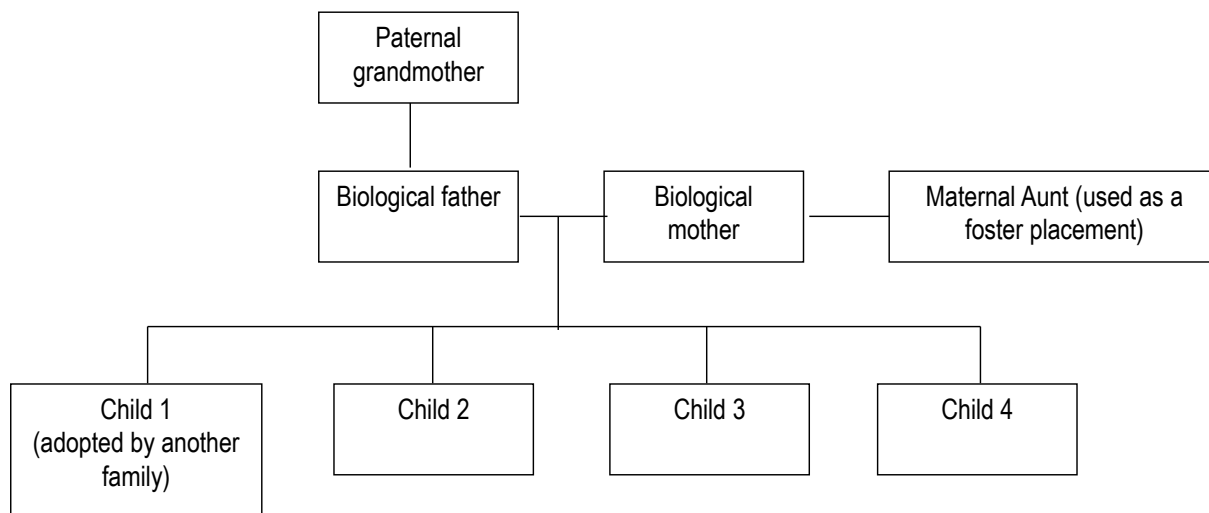 Paternal
grandmother
Biological father
Biological
mother
Maternal Aunt (used as a
foster placement)
Child 1
(adopted by another
family)
Child 2
Child 3
Child 4